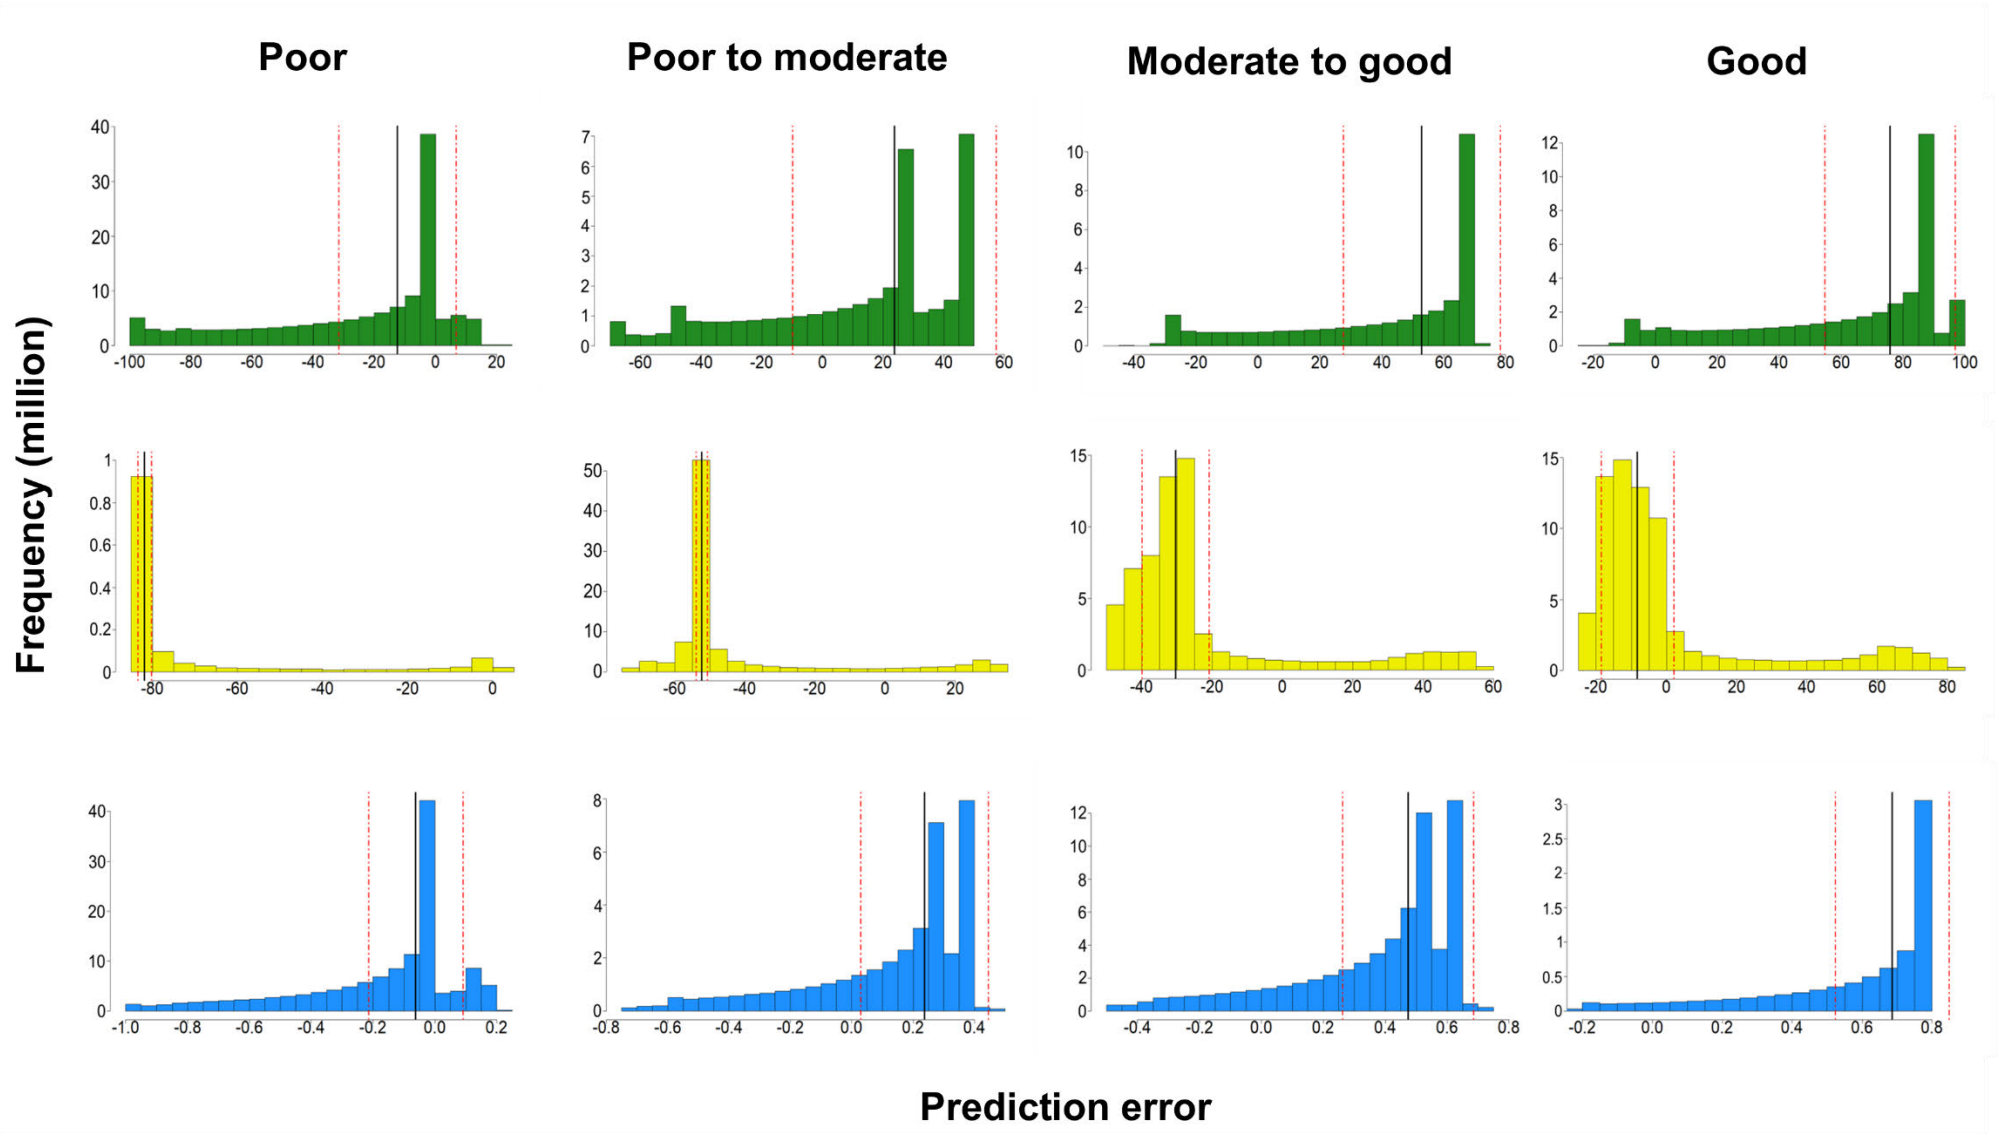 Poor Poor to moderate Moderate to good Good
Frequency (million)
40 30 20 10 0
-100 -80 -60 -40 -20 0 20
7 6 5 4 3 2 1 0
-60 -40 -20 0 20 40 60
10 8 6 4 2 0
-40 -20 0 20 40 60 80
12 10 8 6 4 2 0
-20 0 20 40 60 80 100
1 0.8 0.6 0.4 0.2 0
-80 -60 -40 -20 0
50 40 30 20 10 0
-60 -40 -20 0 20
15 10 5 0
-40 -20 0 20 40 60
15 10 5 0
-20 0 20 40 60 80
40 30 20 10 0
-1.0 -0.8 -0.6 -0.4 -0.2 0.0 0.2
8 6 4 2 0
-0.8 -0.6 -0.4 -0.2 0.0 0.2 0.4
12 10 8 6 4 2 0
-0.4 -0.2 0.0 0.2 0.4 0.6 0.8
3 2.5 2 1.5 1 0.5 0
-0.2 0.0 0.2 0.4 0.6 0.8
Prediction error